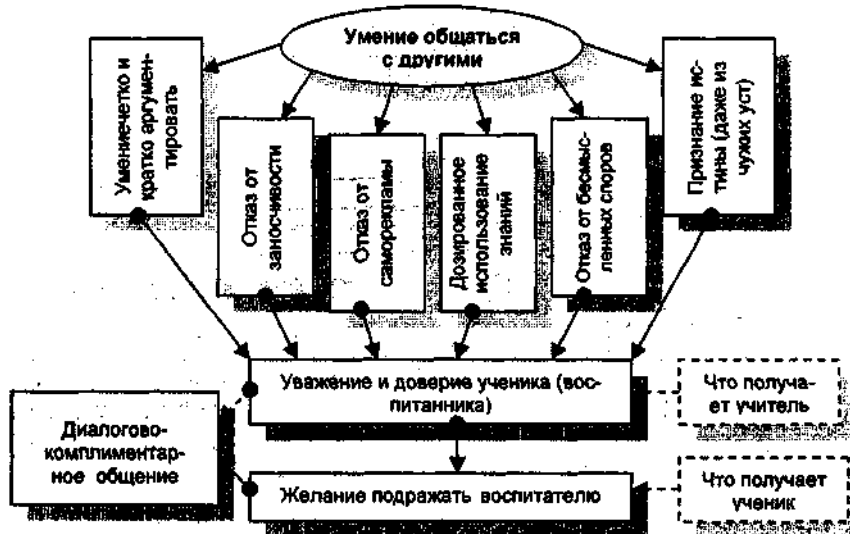 Умение общаться
с другими
Умениечетко и
кратко аргумен-
тировать
Отказ от
заносчивости
Отказ от
саморекламы
Дозированное
использование
знаний
Отказ от бесмыс-
ленных споров
Признание ис-
тины (даже из
чужих уст)
Уважение и доверие ученика (вос-
питанника)
Что получа-
ет учитель
Диалогово-
комплиментар-
ное общение
Желание подражать воспитателю
Что получает
ученик